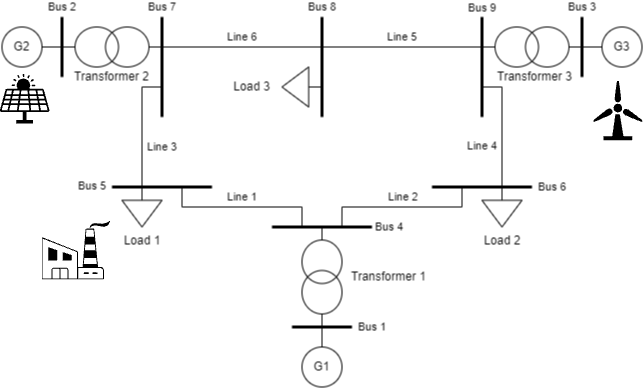 Bus 2
Bus 7
Bus 8
Bus 9
Bus 3
G2
Line 6
Line 5
G3
Transformer 2
Transformer 3
Load 3
Line 3
Line 4
Bus 5
Bus 6
Line 1
Line 2
Bus 4
Load 1
Load 2
Transformer 1
Bus 1
G1